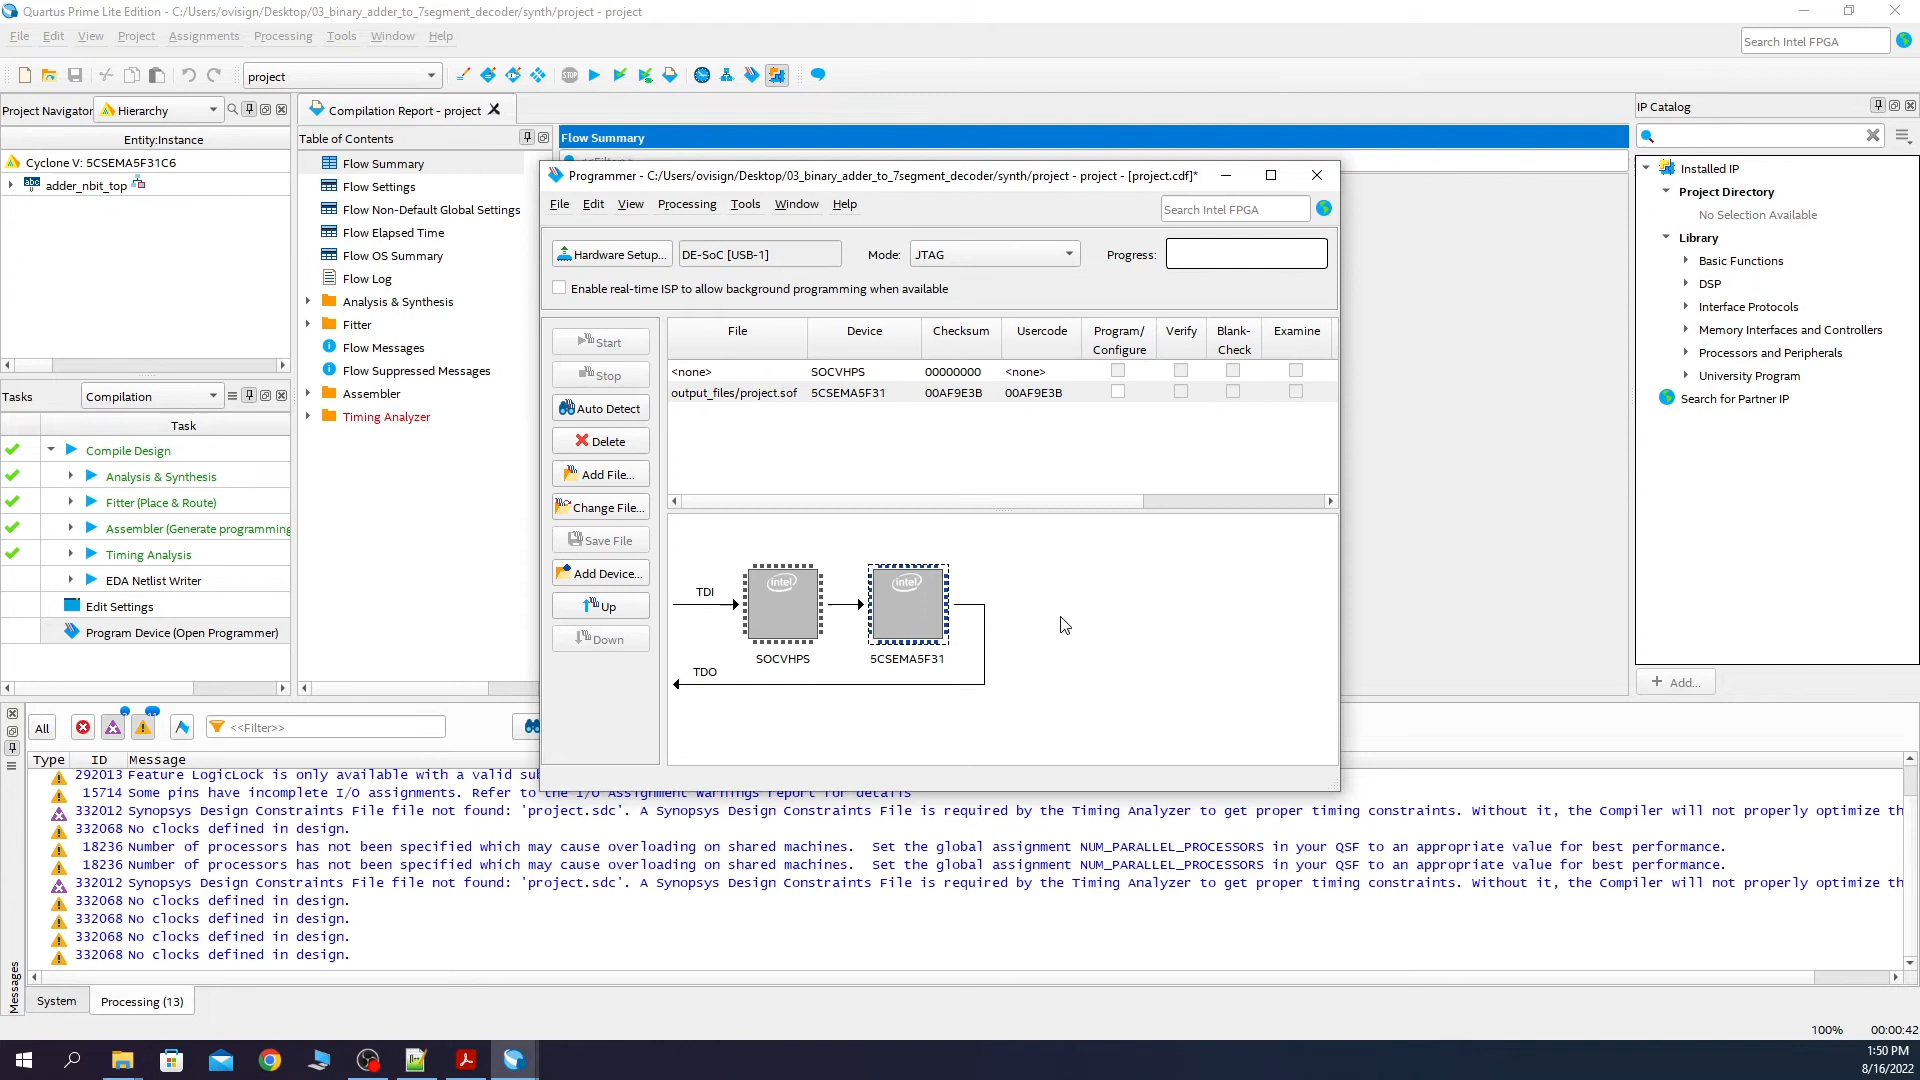 Quartus Prime Lite Edition - C:/Users/ovisign/Desktop/03_binary_adder_to_7segment_decoder/synth/project - project
File Edit View Project Assignments Processing Tools Window Help
Search Intel FPGA
project
Project Navigator Hierarchy
Entity:Instance
Cyclone V: 5CSEMA5F31C6
adder_nbit_top
Tasks Compilation
Task
Compile Design
Analysis & Synthesis
Fitter (Place & Route)
Assembler (Generate programming
Timing Analysis
EDA Netlist Writer
Edit Settings
Program Device (Open Programmer)
Compilation Report - project
Table of Contents
Flow Summary
Flow Settings
Flow Non-Default Global Settings
Flow Elapsed Time
Flow OS Summary
Flow Log
Analysis & Synthesis
Fitter
Flow Messages
Flow Suppressed Messages
Assembler
Timing Analyzer
Flow Summary
Programmer - C:/Users/ovisign/Desktop/03_binary_adder_to_7segment_decoder/synth/project - project - [project.cdf]*
File Edit View Processing Tools Window Help
Search Intel FPGA
Hardware Setup... DE-SoC [USB-1] Mode: JTAG Progress:
Enable real-time ISP to allow background programming when available
Start
Stop
Auto Detect
Delete
Add File...
Change File...
Save File
Add Device...
Up
Down
File Device Checksum Usercode Program/ Configure Verify Blank- Check Examine
<none> SOCVHPS 00000000 <none>
output_files/project.sof 5CSEMA5F31 00AF9E3B 00AF9E3B
TDI
intel
intel
SOCVHPS
5CSEMA5F31
TDO
IP Catalog
Installed IP
Project Directory
No Selection Available
Library
Basic Functions
DSP
Interface Protocols
Memory Interfaces and Controllers
Processors and Peripherals
University Program
Search for Partner IP
+ Add...
All
<<Filter>>
Type ID Message
292013 Feature LogicLock is only available with a valid sub
15714 Some pins have incomplete I/O assignments. Refer to the I/O Assignment Warnings report for details
332012 Synopsys Design Constraints File file not found: 'project.sdc'. A Synopsys Design Constraints File is required by the Timing Analyzer to get proper timing constraints. Without it, the Compiler will not properly optimize th
332068 No clocks defined in design.
18236 Number of processors has not been specified which may cause overloading on shared machines. Set the global assignment NUM_PARALLEL_PROCESSORS in your QSF to an appropriate value for best performance.
18236 Number of processors has not been specified which may cause overloading on shared machines. Set the global assignment NUM_PARALLEL_PROCESSORS in your QSF to an appropriate value for best performance.
332012 Synopsys Design Constraints File file not found: 'project.sdc'. A Synopsys Design Constraints File is required by the Timing Analyzer to get proper timing constraints. Without it, the Compiler will not properly optimize th
332068 No clocks defined in design.
332068 No clocks defined in design.
332068 No clocks defined in design.
332068 No clocks defined in design.
Messages
System Processing (13)
100% 00:00:42
1:50 PM
8/16/2022